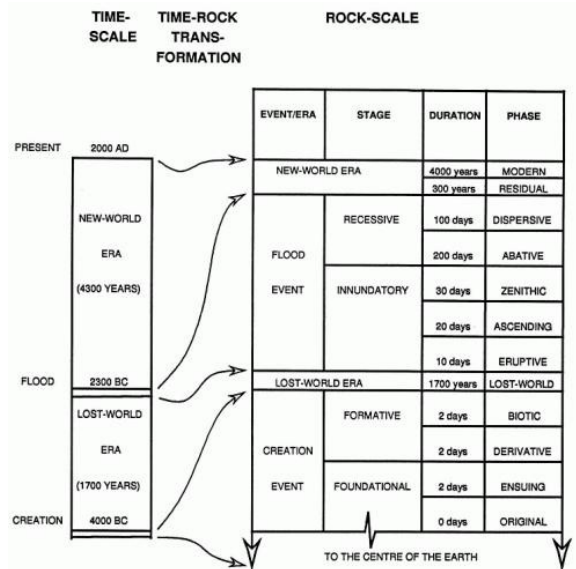 TIME-SCALE
TIME-ROCK TRANS-FORMATION
ROCK-SCALE
EVENT/ERA STAGE DURATION PHASE
PRESENT 2000 AD
NEW-WORLD ERA 4000 years MODERN
300 years RESIDUAL
NEW-WORLD
ERA
(4300 YEARS)
RECESSIVE 100 days DISPERSIVE
FLOOD 200 days ABATIVE
EVENT INNUNDATORY 30 days ZENITHIC
20 days ASCENDING
10 days ERUPTIVE
FLOOD 2300 BC
LOST-WORLD ERA 1700 years LOST-WORLD
LOST-WORLD
ERA
(1700 YEARS)
FORMATIVE 2 days BIOTIC
CREATION 2 days DERIVATIVE
EVENT FOUNDATIONAL 2 days ENSUING
CREATION 4000 BC
0 days ORIGINAL
TO THE CENTRE OF THE EARTH